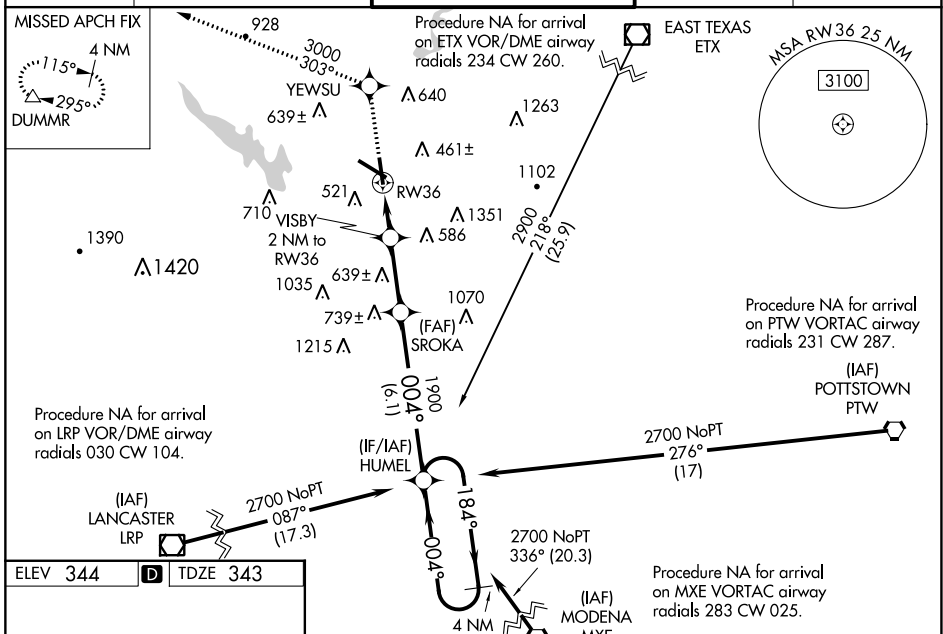 MISSED APCH FIX
4 NM
115°
295°
DUMMR
928
3000
303°
YEWSU
639±
640
Procedure NA for arrival
on ETX VOR/DME airway
radials 234 CW 260.
EAST TEXAS
ETX
MSA RW 36 25 NM
3100
1263
461±
1102
521
RW36
710
VISBY
2 NM to
RW36
1351
586
2900
218°
(25.9)
1390
1420
1035
639±
739±
1070
(FAF)
SROKA
1215
Procedure NA for arrival
on PTW VORTAC airway
radials 231 CW 287.
(IAF)
POTTSTOWN
PTW
1900
004°
(6.1)
Procedure NA for arrival
on LRP VOR/DME airway
radials 030 CW 104.
(IF/IAF)
HUMEL
2700 NoPT
276°
(17)
(IAF)
LANCASTER
LRP
2700 NoPT
087°
(17.3)
184°
004°
2700 NoPT
336° (20.3)
4 NM
(IAF)
MODENA
MXE
Procedure NA for arrival
on MXE VORTAC airway
radials 283 CW 025.
ELEV 344
D
TDZE 343